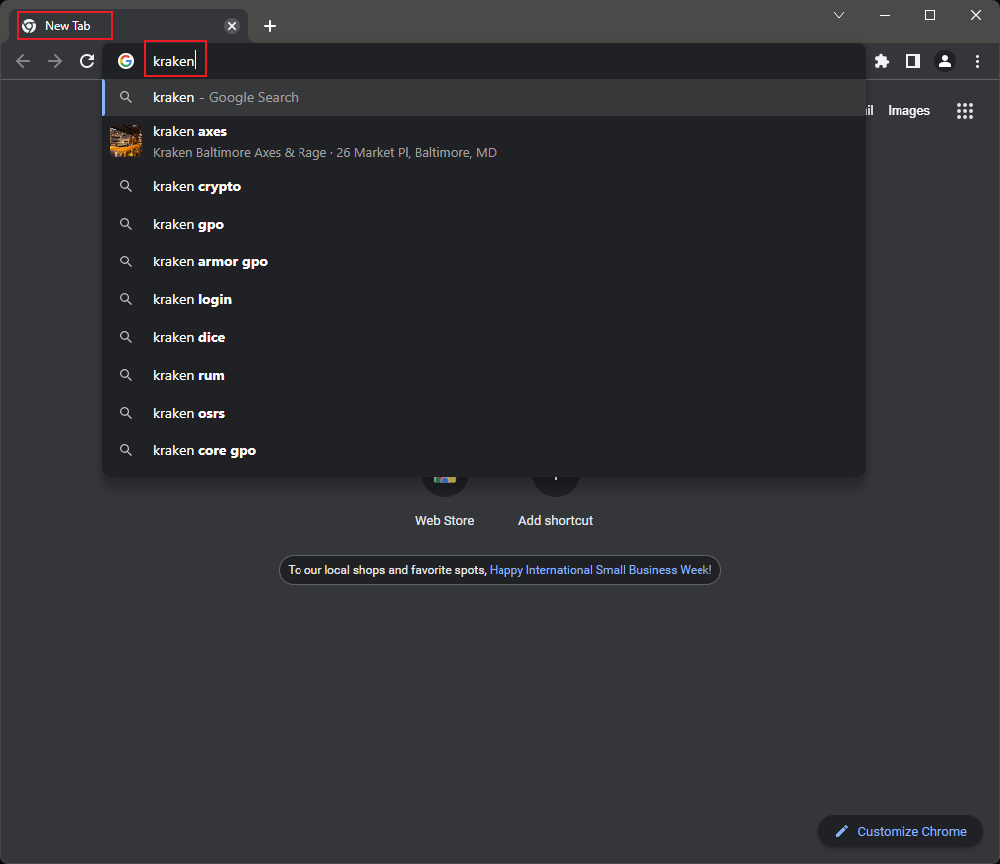 New Tab
kraken
kraken - Google Search
kraken axes
Kraken Baltimore Axes & Rage · 26 Market Pl, Baltimore, MD
il Images
kraken crypto
kraken gpo
kraken armor gpo
kraken login
kraken dice
kraken rum
kraken osrs
kraken core gpo
Web Store Add shortcut
To our local shops and favorite spots, Happy International Small Business Week!
Customize Chrome